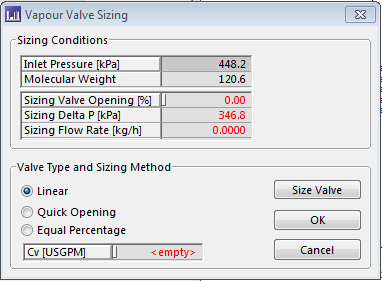 Vapour Valve Sizing
Sizing Conditions
Inlet Pressure [kPa] 448.2
Molecular Weight 120.6
Sizing Valve Opening [%] 0.00
Sizing Delta P [kPa] 346.8
Sizing Flow Rate [kg/h] 0.0000
Valve Type and Sizing Method
Linear
Size Valve
Quick Opening
OK
Equal Percentage
Cv [USGPM] <empty>
Cancel